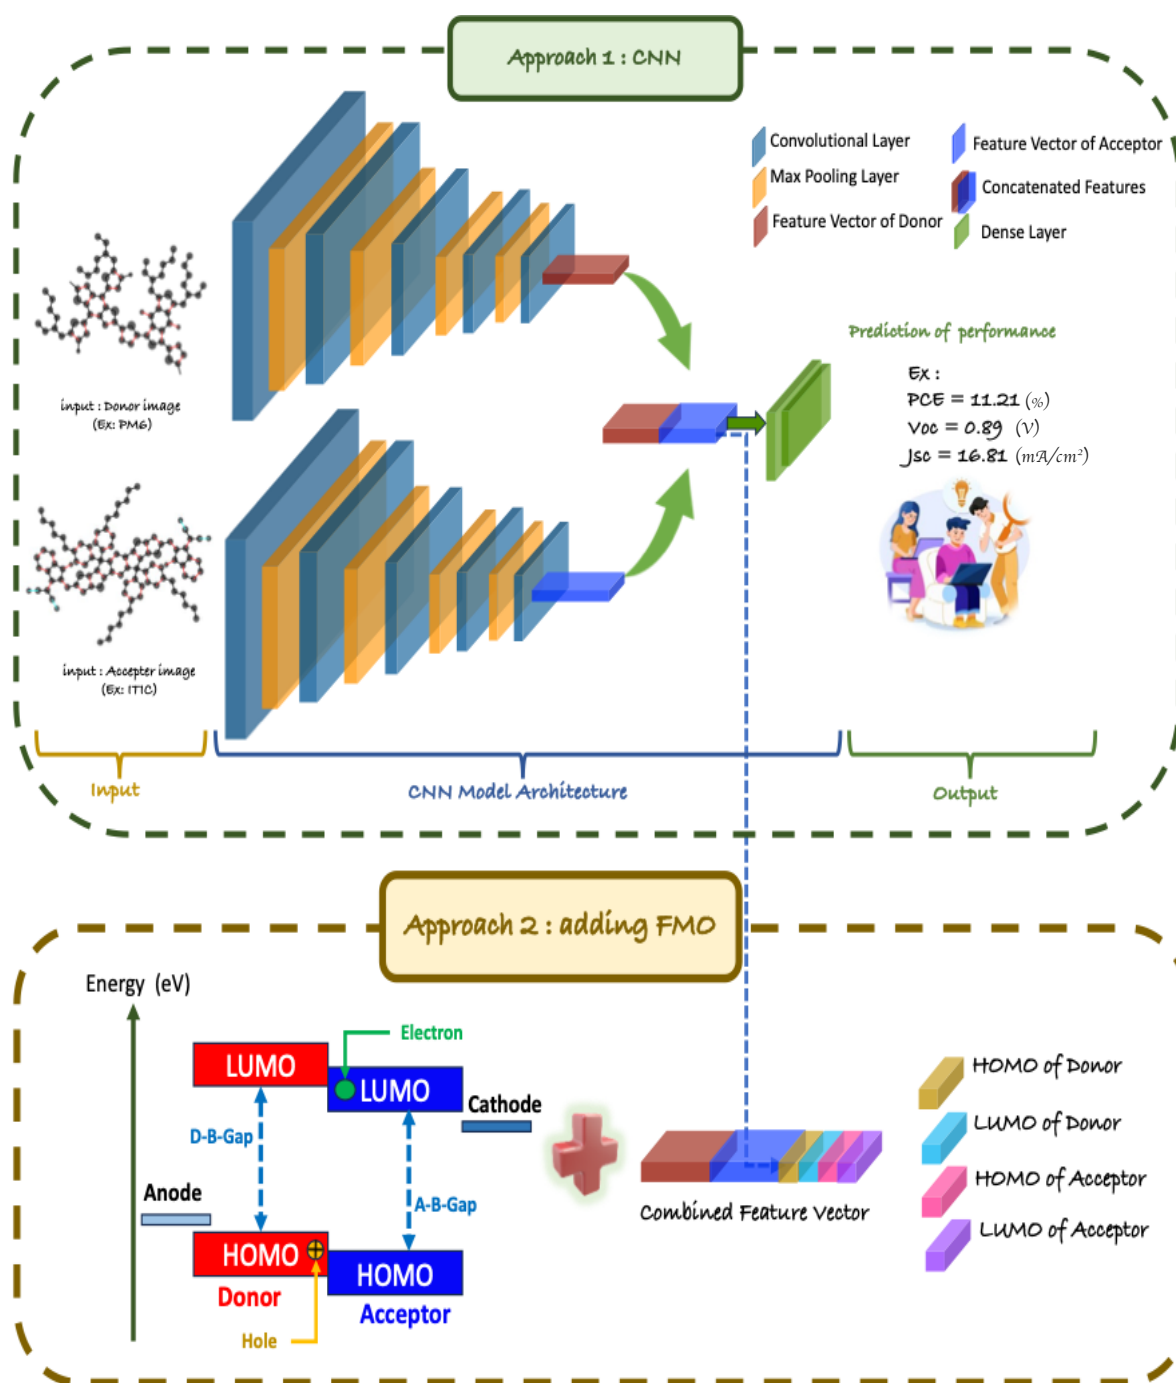 Approach 1 : CNN
Convolutional Layer
Max Pooling Layer
Feature Vector of Donor
Feature Vector of Acceptor
Concatenated Features
Dense Layer
input : Donor image
(Ex: PM6)
input : Accepter image
(Ex: ITIC)
Prediction of performance
Ex :
PCE = 11.21 (%)
Voc = 0.89 (V)
Jsc = 16.81 (mA/cm²)
Input
CNN Model Architecture
Output
Approach 2 : adding FMO
Energy (eV)
Electron
LUMO
LUMO
Cathode
D-B-Gap
Anode
A-B-Gap
HOMO
HOMO
Donor
Acceptor
Hole
Combined Feature Vector
HOMO of Donor
LUMO of Donor
HOMO of Acceptor
LUMO of Acceptor